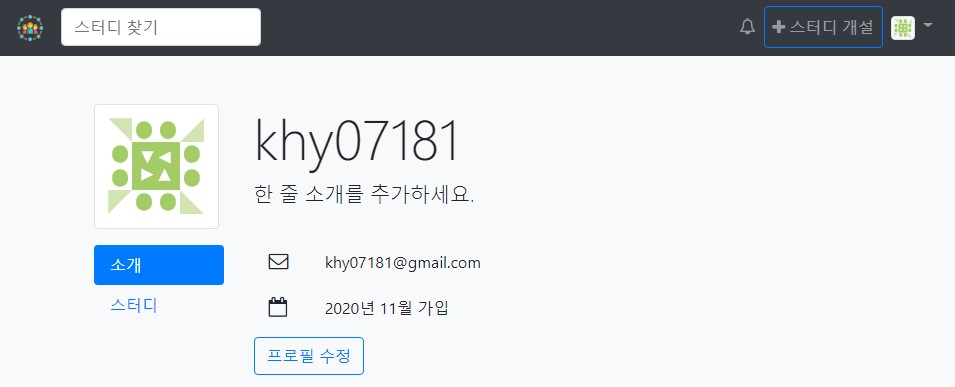 스터디 찾기
스터디 개설
khy07181
한 줄 소개를 추가하세요.
소개
스터디
khy07181@gmail.com
2020년 11월 가입
프로필 수정